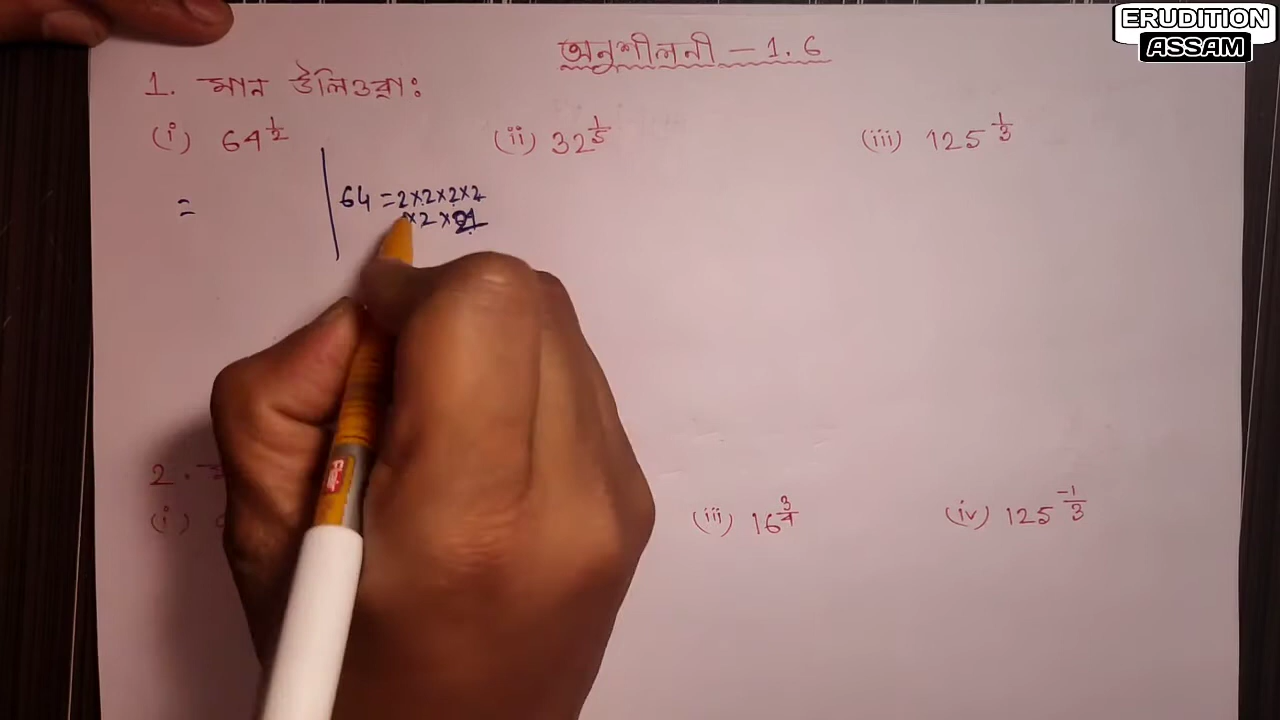 ERUDITION
ASSAM
অনুশীলনী – 1.6
1. মান উলিওৱা:
(i) 64^1/2 (ii) 32^1/5 (iii) 125^1/3
= 64 = 2×2×2×2
×2×
2.
(i) (iii) 16^3/4 (iv) 125^-1/3